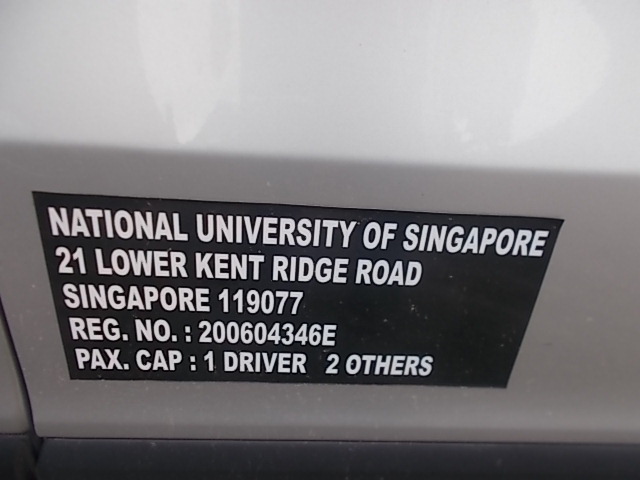 NATIONAL UNIVERSITY OF SINGAPORE
21 LOWER KENT RIDGE ROAD
SINGAPORE 119077
REG. NO. : 200604346E
PAX. CAP : 1 DRIVER 2 OTHERS